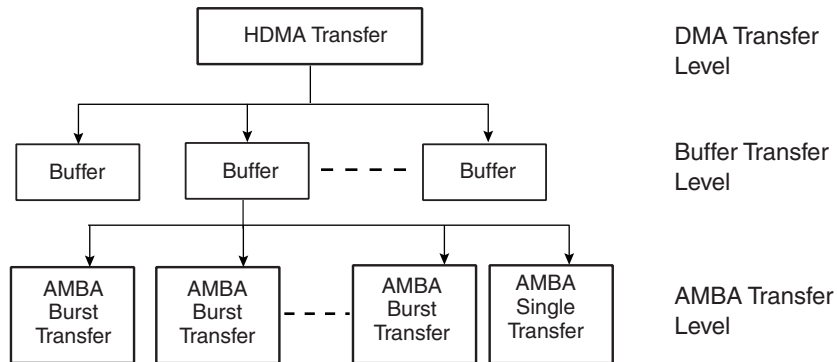 HDMA Transfer
DMA Transfer
Level
Buffer
Buffer
Buffer
Buffer Transfer
Level
AMBA
Burst
Transfer
AMBA
Burst
Transfer
AMBA
Burst
Transfer
AMBA
Single
Transfer
AMBA Transfer
Level